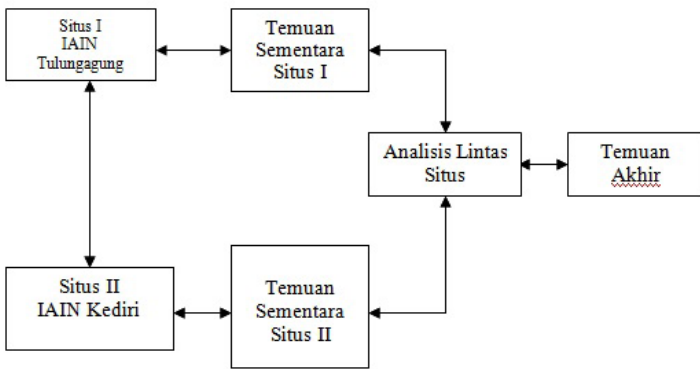 Situs I
IAIN
Tulungagung
Temuan
Sementara
Situs I
Analisis Lintas
Situs
Temuan
Akhir
Situs II
IAIN Kediri
Temuan
Sementara
Situs II